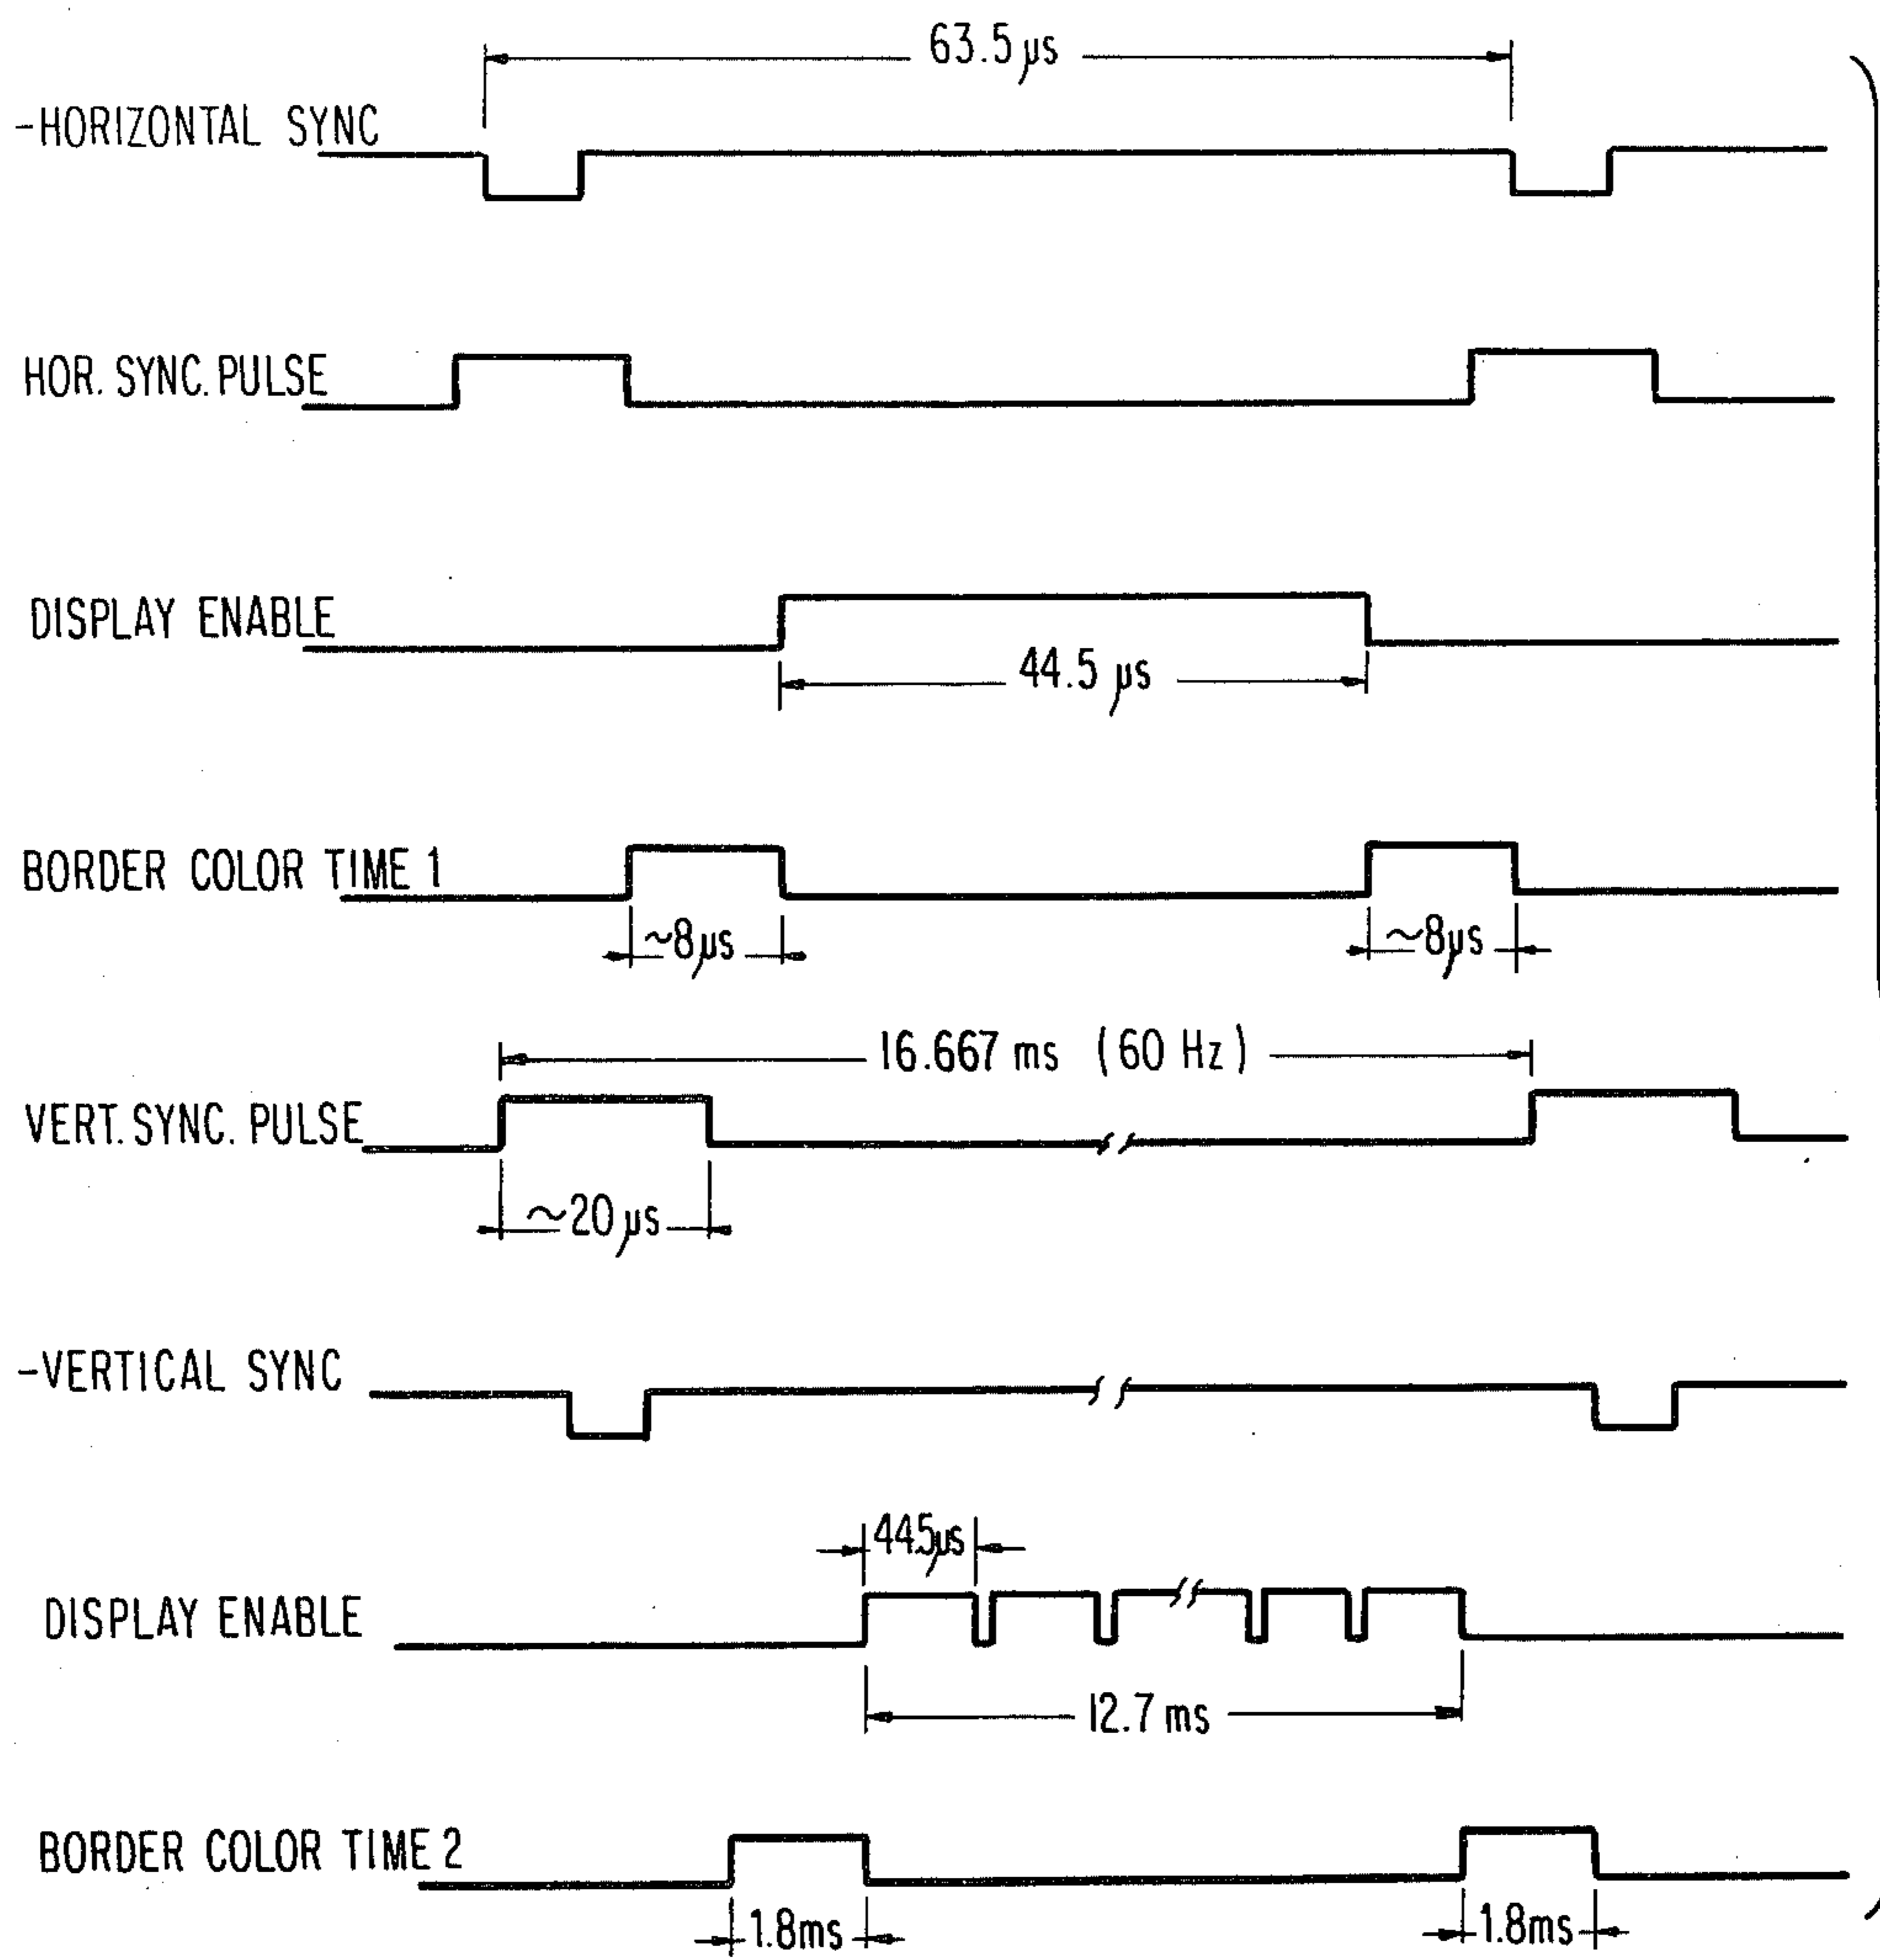 63.5 µs
-HORIZONTAL SYNC
HOR. SYNC. PULSE
DISPLAY ENABLE
44.5 µs
BORDER COLOR TIME 1
~8µs
~8µs
16.667 ms (60 Hz)
VERT. SYNC. PULSE
~20 µs
-VERTICAL SYNC
44.5µs
DISPLAY ENABLE
12.7 ms
BORDER COLOR TIME 2
1.8ms
1.8ms